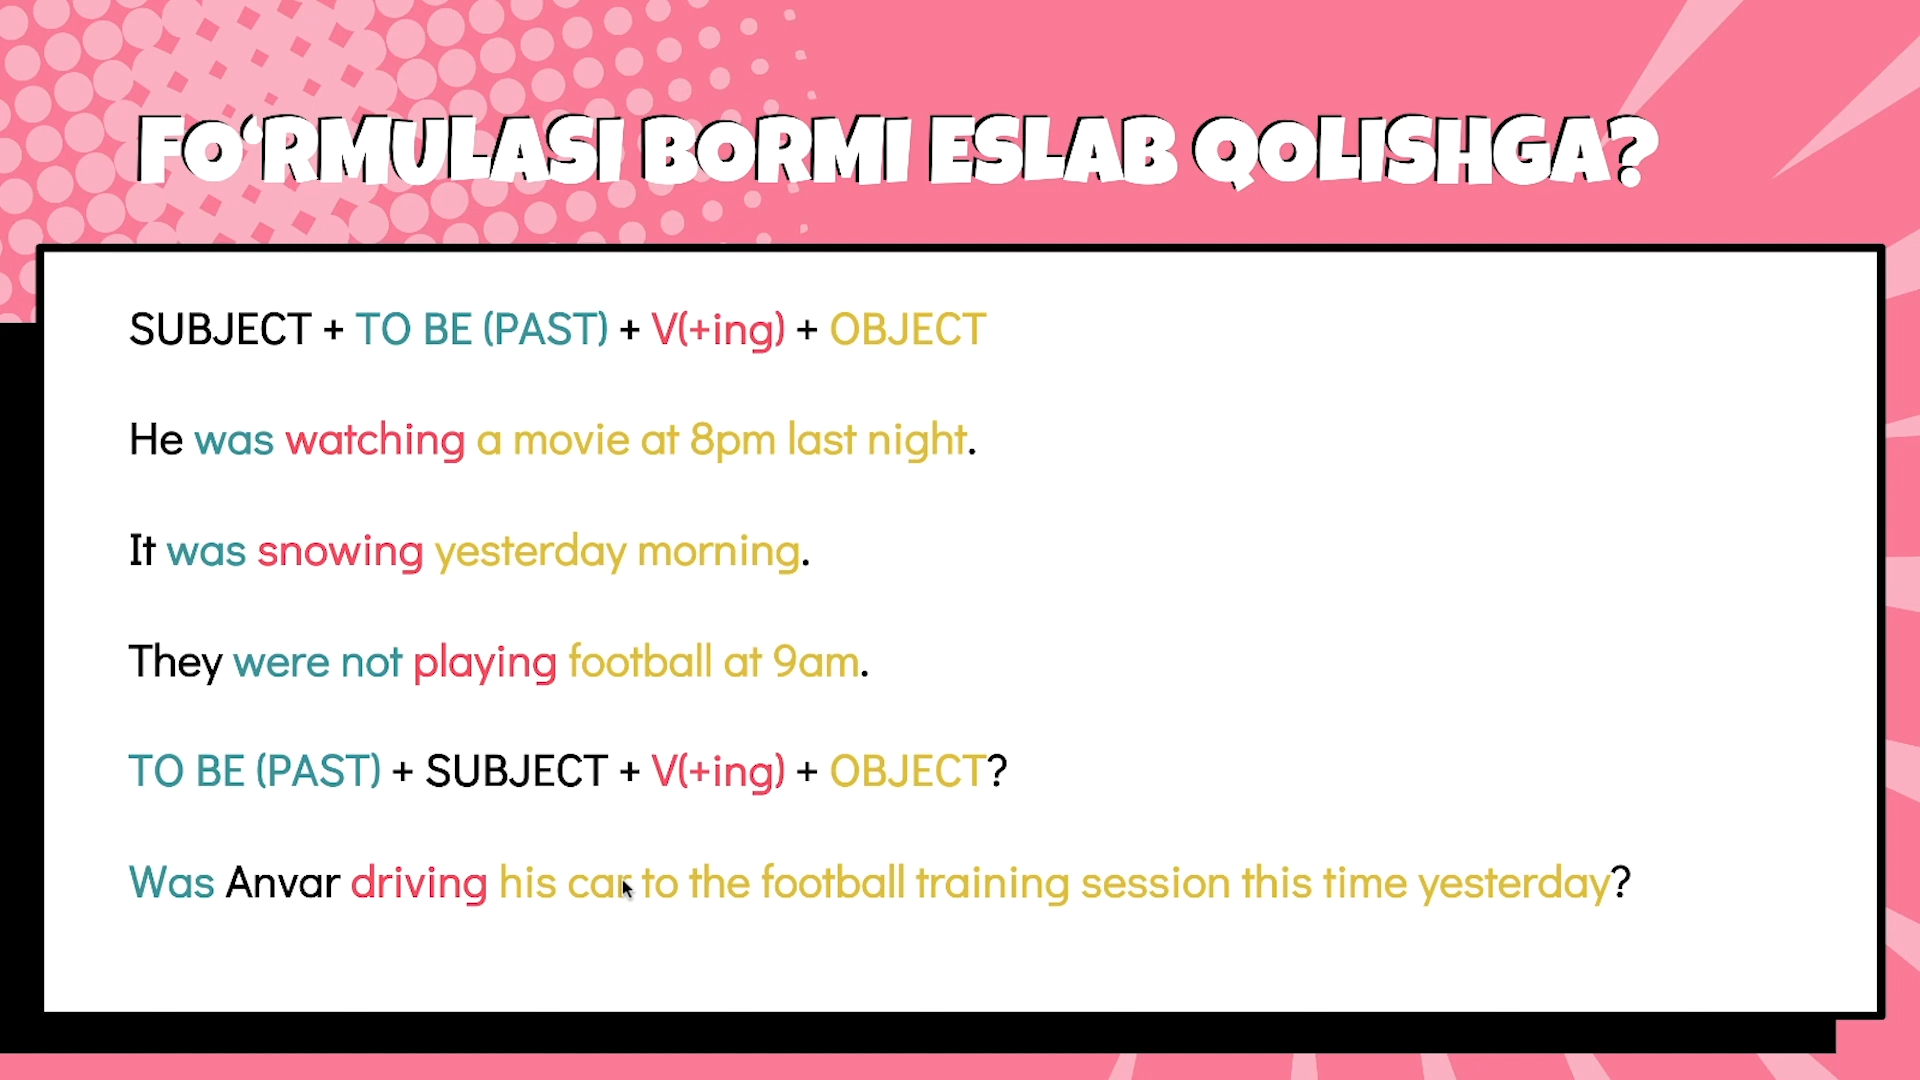 FO‘RMULASI BORMI ESLAB QOLISHGA?
SUBJECT + TO BE (PAST) + V(+ing) + OBJECT
He was watching a movie at 8pm last night.
It was snowing yesterday morning.
They were not playing football at 9am.
TO BE (PAST) + SUBJECT + V(+ing) + OBJECT?
Was Anvar driving his car to the football training session this time yesterday?